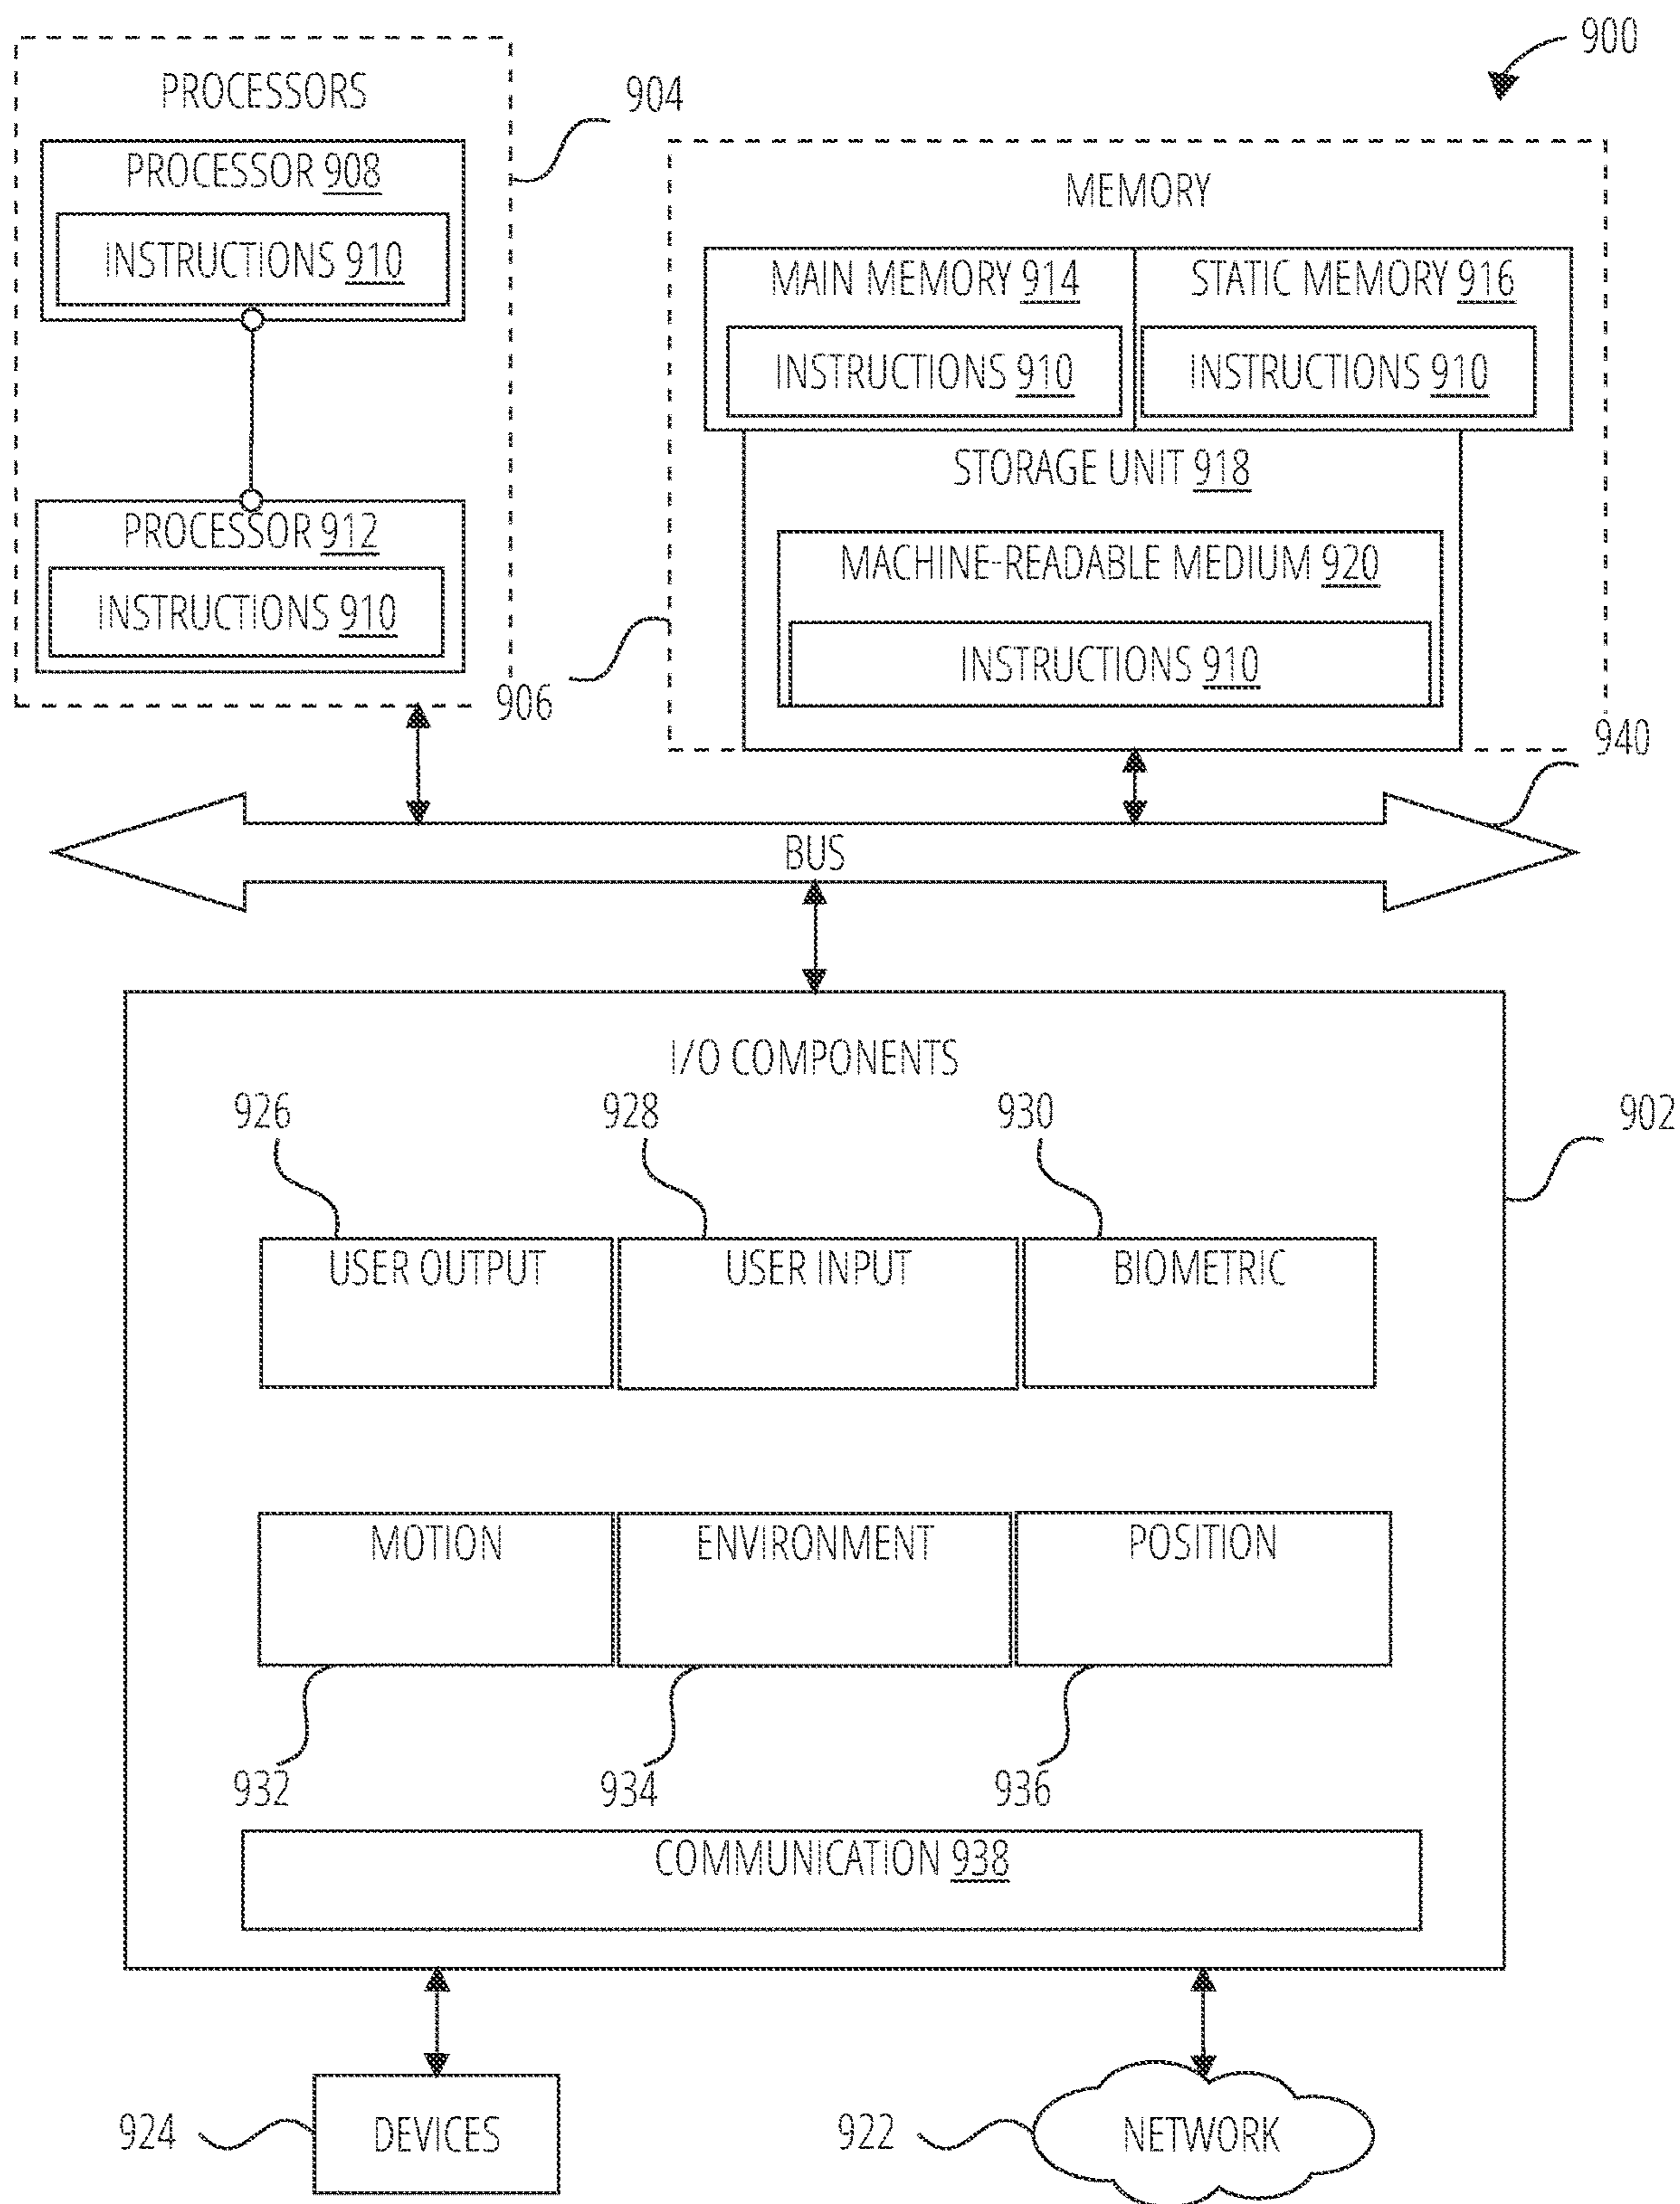 900
PROCESSORS
904
PROCESSOR 908
INSTRUCTIONS 910
PROCESSOR 912
INSTRUCTIONS 910
906
MEMORY
MAIN MEMORY 914
STATIC MEMORY 916
INSTRUCTIONS 910
INSTRUCTIONS 910
STORAGE UNIT 918
MACHINE-READABLE MEDIUM 920
INSTRUCTIONS 910
940
BUS
I/O COMPONENTS
902
926
928
930
USER OUTPUT
USER INPUT
BIOMETRIC
MOTION
ENVIRONMENT
POSITION
932
934
936
COMMUNICATION 938
924
DEVICES
922
NETWORK